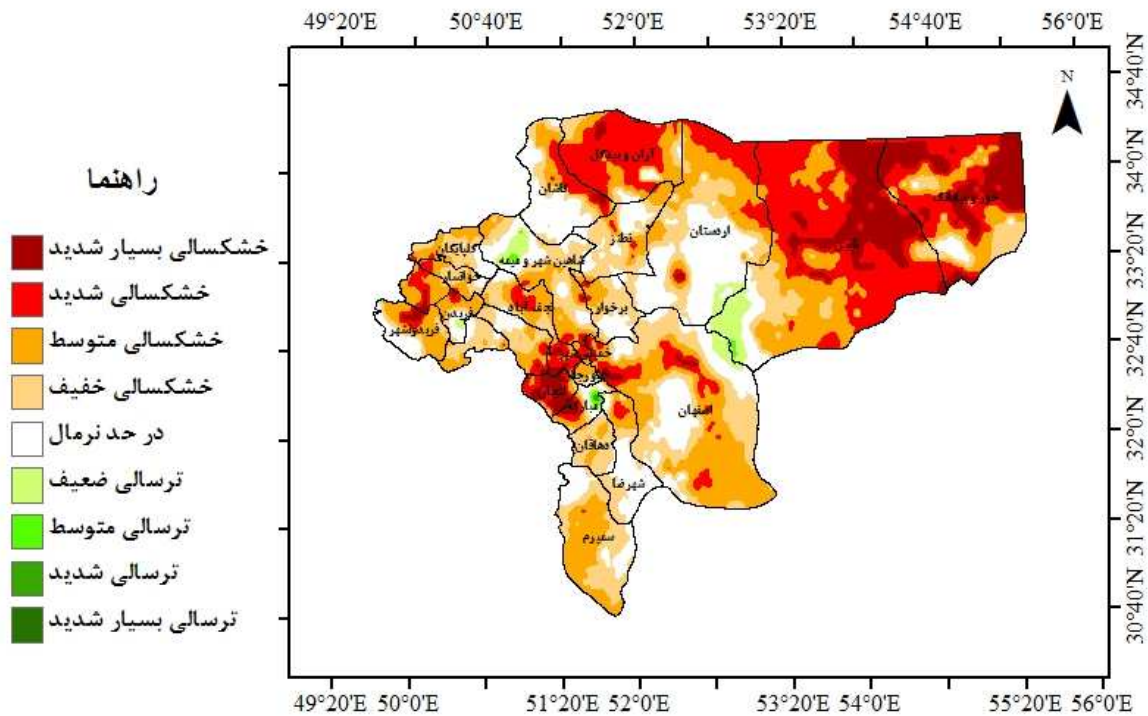 49°20'E 50°40'E 52°0'E 53°20'E 54°40'E 56°0'E
N
34°40'N
34°0'N
33°20'N
32°40'N
32°0'N
31°20'N
30°40'N
راهنما
خشکسالی بسیار شدید
خشکسالی شدید
خشکسالی متوسط
خشکسالی خفیف
در حد نرمال
ترسالی ضعیف
ترسالی متوسط
ترسالی شدید
ترسالی بسیار شدید
آران و بیدگل
کاشان
نطنز
اردستان
گلپایگان
شاهین شهر و میمه
خوانسار
نجف آباد
برخوار
فریدن
فریدونشهر
اصفهان
دهاقان
شهرضا
سمیرم
49°20'E 50°0'E 51°20'E 52°0'E 53°20'E 54°0'E 55°20'E 56°0'E